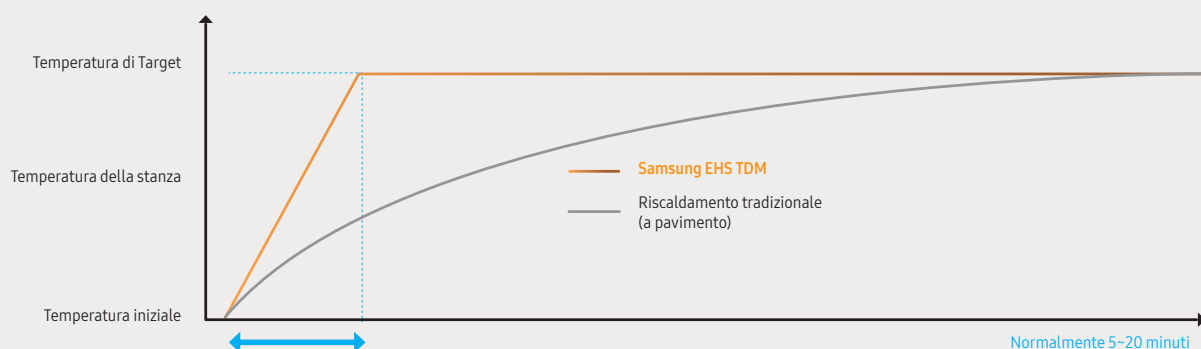 Temperatura di Target
Temperatura della stanza
Samsung EHS TDM
Riscaldamento tradizionale
(a pavimento)
Temperatura iniziale
Normalmente 5~20 minuti